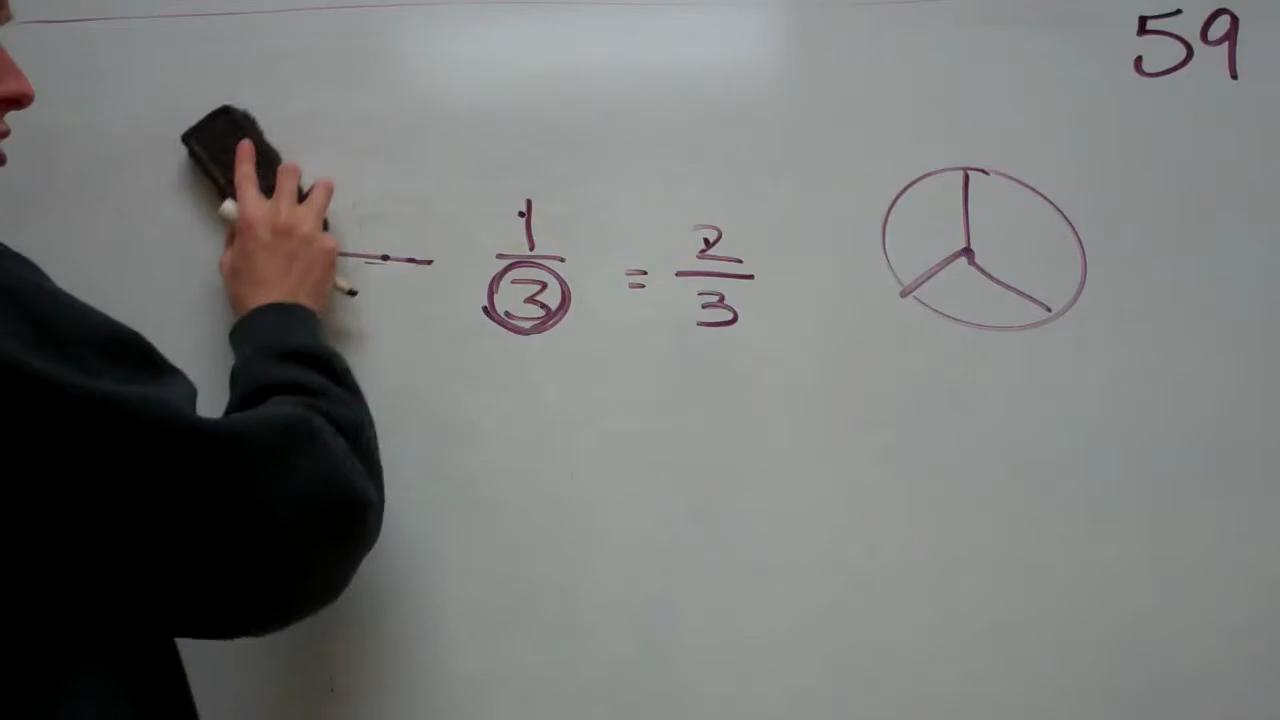 59
- 1/3 = 2/3